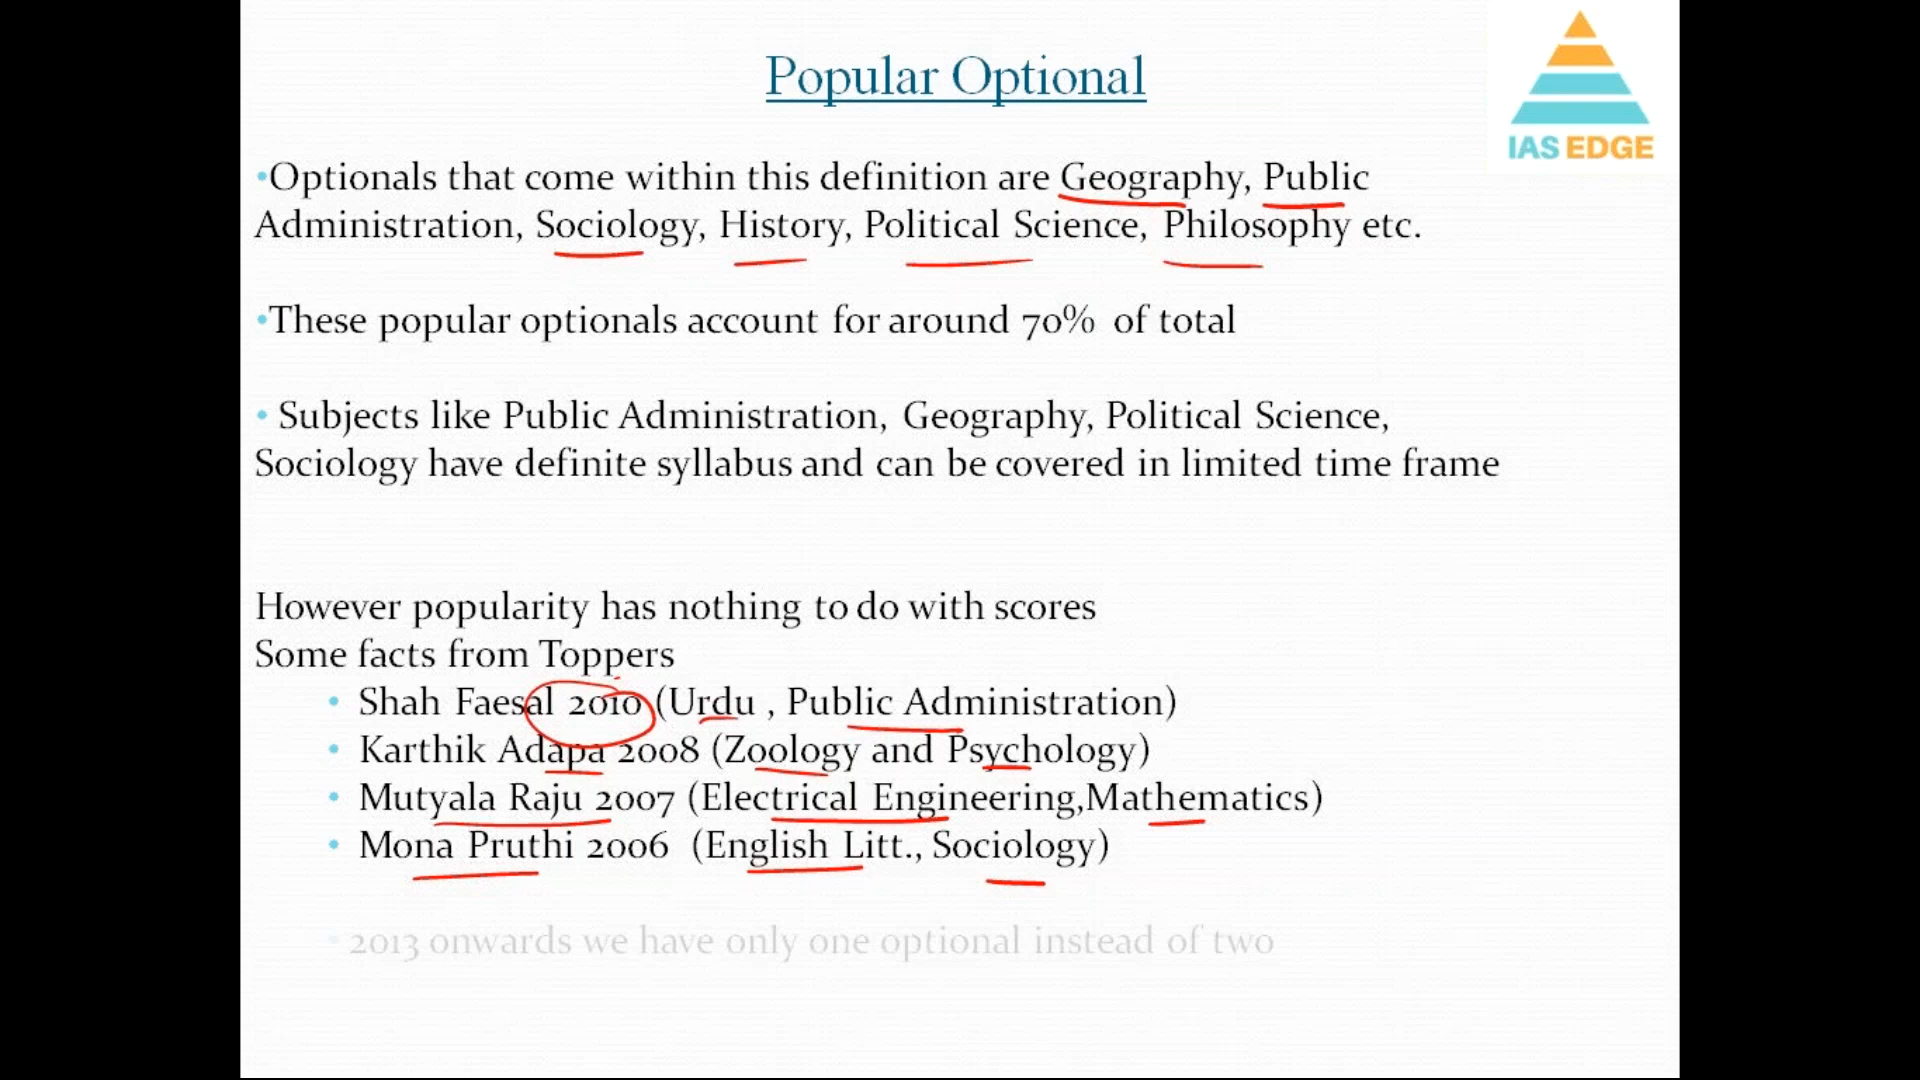 Popular Optional
IAS EDGE
•Optionals that come within this definition are Geography, Public
Administration, Sociology, History, Political Science, Philosophy etc.
•These popular optionals account for around 70% of total
• Subjects like Public Administration, Geography, Political Science,
Sociology have definite syllabus and can be covered in limited time frame
However popularity has nothing to do with scores
Some facts from Toppers
• Shah Faesal 2010 (Urdu , Public Administration)
• Karthik Adapa 2008 (Zoology and Psychology)
• Mutyala Raju 2007 (Electrical Engineering,Mathematics)
• Mona Pruthi 2006 (English Litt., Sociology)
• 2013 onwards we have only one optional instead of two